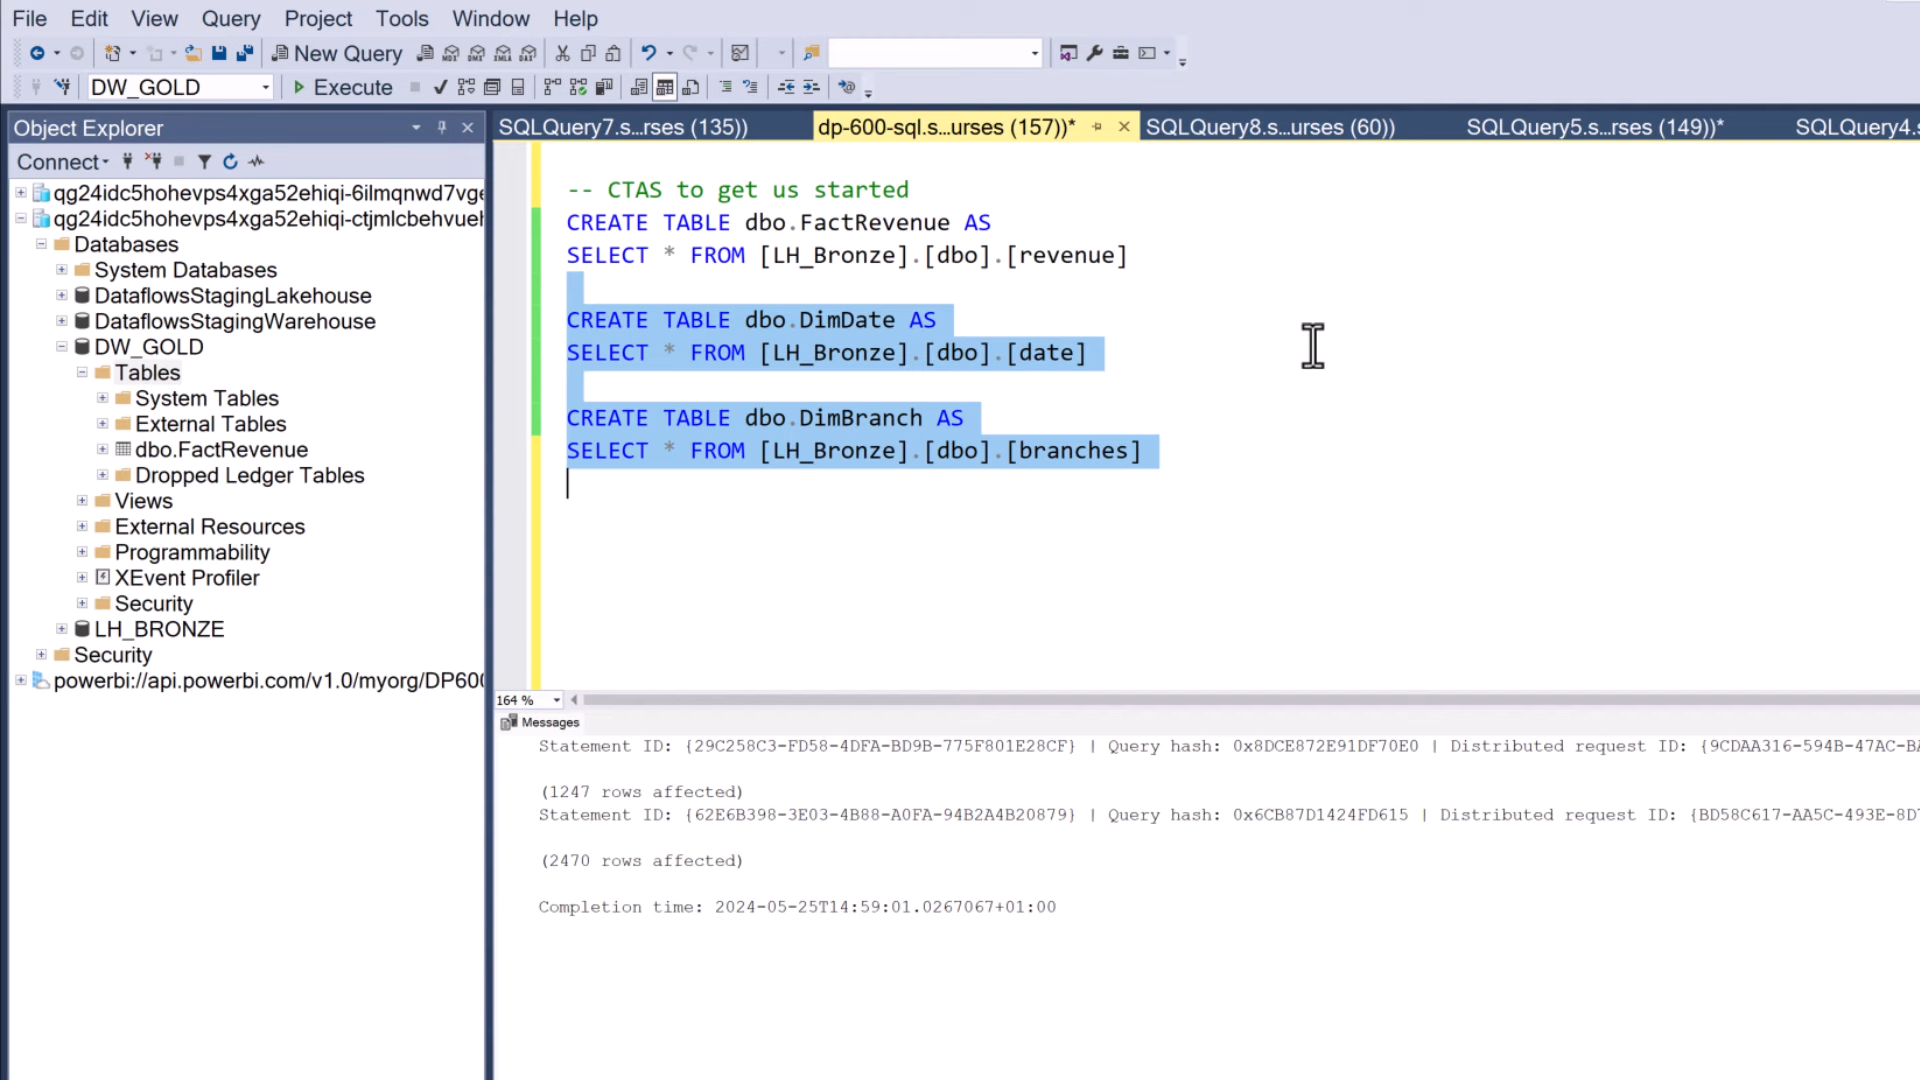 File Edit View Query Project Tools Window Help
New Query
DW_GOLD Execute
Object Explorer
SQLQuery7.s...rses (135))
dp-600-sql.s...urses (157))*
SQLQuery8.s...urses (60))
SQLQuery5.s...rses (149))*
SQLQuery4.s
Connect
qg24idc5hohevps4xga52ehiqi-6ilmqnwd7vge
qg24idc5hohevps4xga52ehiqi-ctjmlcbehvueh
Databases
System Databases
DataflowsStagingLakehouse
DataflowsStagingWarehouse
DW_GOLD
Tables
System Tables
External Tables
dbo.FactRevenue
Dropped Ledger Tables
Views
External Resources
Programmability
XEvent Profiler
Security
LH_BRONZE
Security
powerbi://api.powerbi.com/v1.0/myorg/DP600
-- CTAS to get us started
CREATE TABLE dbo.FactRevenue AS
SELECT * FROM [LH_Bronze].[dbo].[revenue]
CREATE TABLE dbo.DimDate AS
SELECT * FROM [LH_Bronze].[dbo].[date]
CREATE TABLE dbo.DimBranch AS
SELECT * FROM [LH_Bronze].[dbo].[branches]
164 %
Messages
Statement ID: {29C258C3-FD58-4DFA-BD9B-775F801E28CF} | Query hash: 0x8DCE872E91DF70E0 | Distributed request ID: {9CDAA316-594B-47AC-BA
(1247 rows affected)
Statement ID: {62E6B398-3E03-4B88-A0FA-94B2A4B20879} | Query hash: 0x6CB87D1424FD615 | Distributed request ID: {BD58C617-AA5C-493E-8D7
(2470 rows affected)
Completion time: 2024-05-25T14:59:01.0267067+01:00